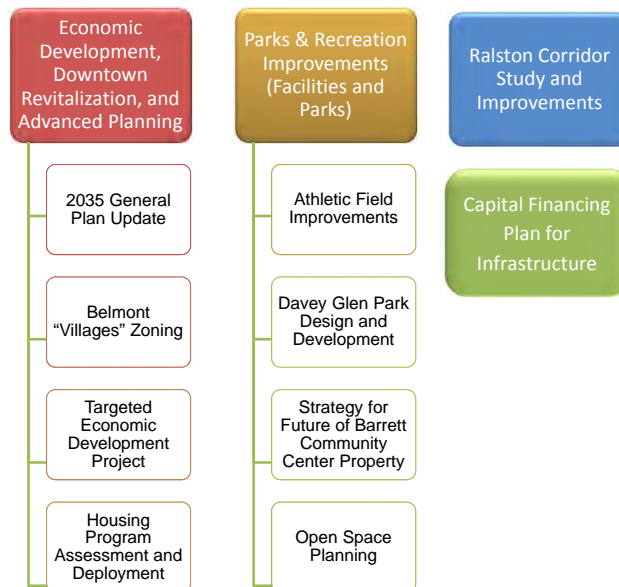 Economic
Development,
Downtown
Revitalization, and
Advanced Planning
2035 General
Plan Update
Belmont
“Villages” Zoning
Targeted
Economic
Development
Project
Housing
Program
Assessment and
Deployment
Parks & Recreation
Improvements
(Facilities and
Parks)
Athletic Field
Improvements
Davey Glen Park
Design and
Development
Strategy for
Future of Barrett
Community
Center Property
Open Space
Planning
Ralston Corridor
Study and
Improvements
Capital Financing
Plan for
Infrastructure